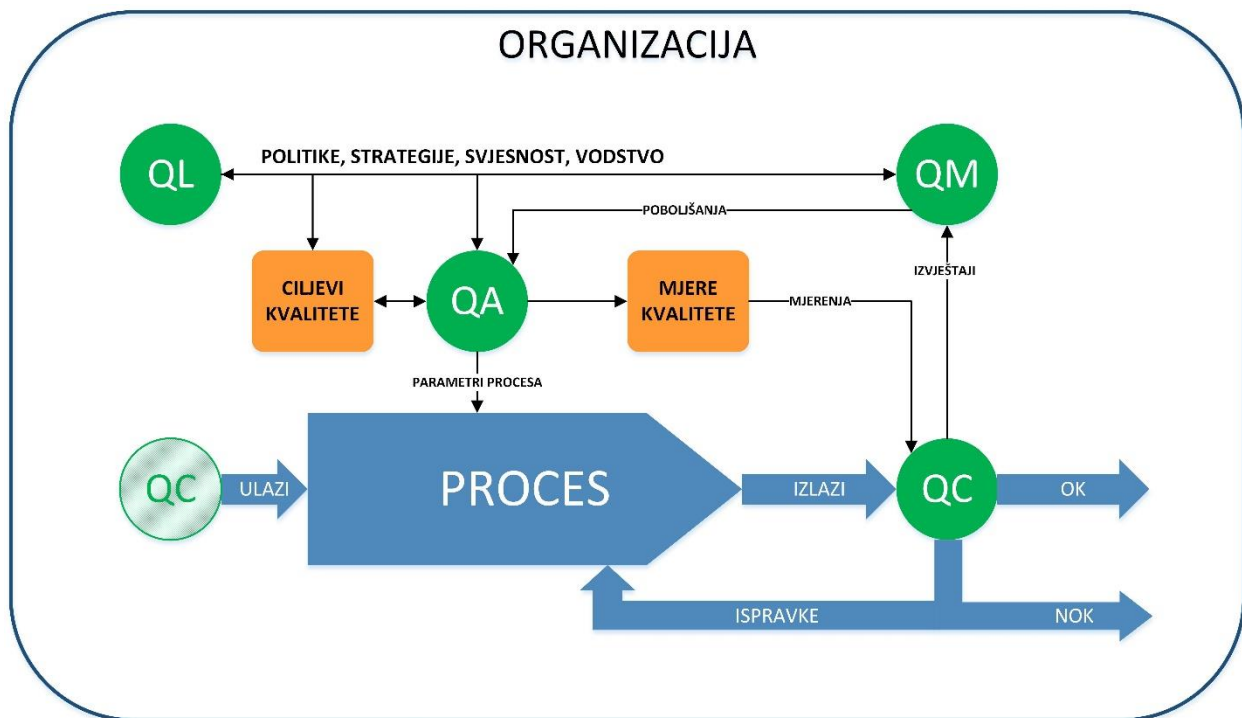 ORGANIZACIJA
QL
POLITIKE, STRATEGIJE, SVJESNOST, VODSTVO
QM
POBOLJŠANJA
IZVJEŠTAJI
CILJEVI
KVALITETE
QA
MJERE
KVALITETE
MJERENJA
PARAMETRI PROCESA
QC
ULAZI
PROCES
IZLAZI
QC
OK
ISPRAVKE
NOK